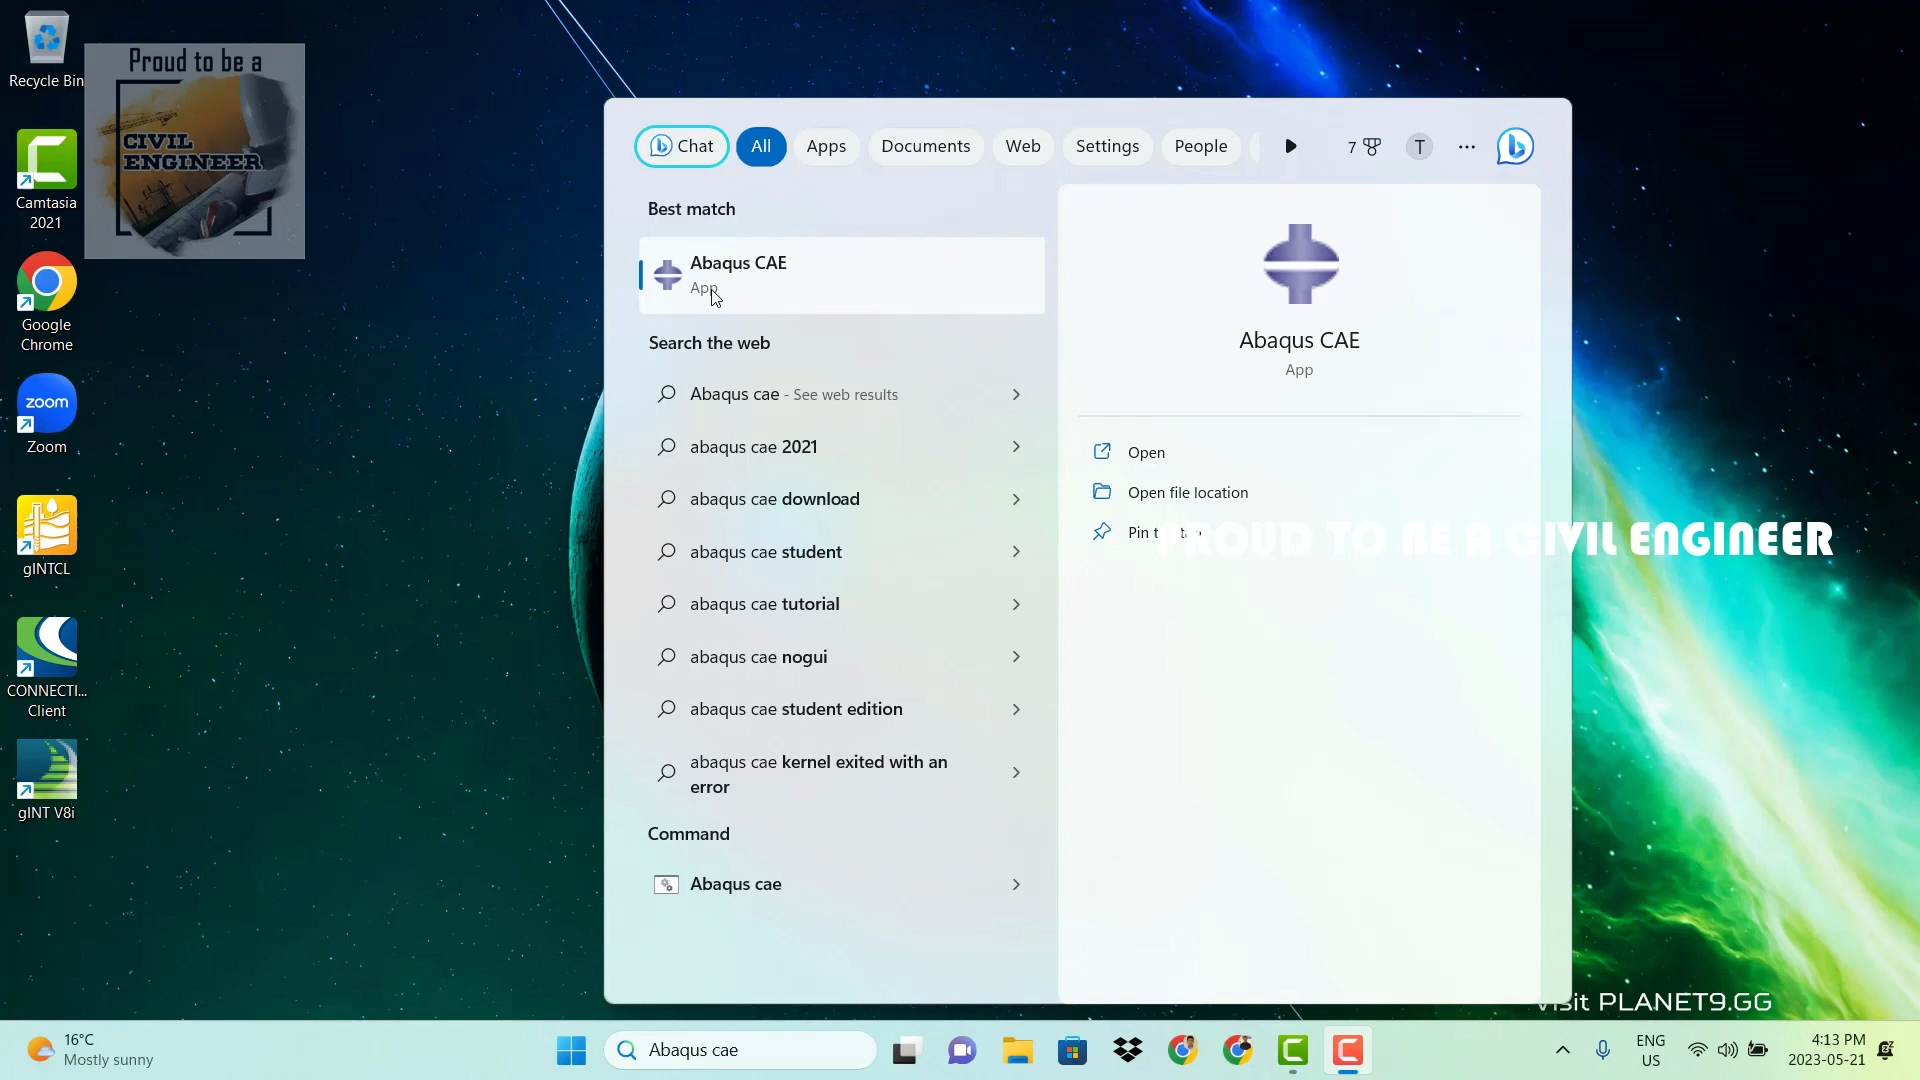 Recycle Bin
Proud to be a
CIVIL
ENGINEER
Camtasia
2021
Google
Chrome
zoom
Zoom
gINTCL
CONNECTI...
Client
gINT V8i
Chat
All
Apps
Documents
Web
Settings
People
7
T
Best match
Abaqus CAE
App
Search the web
Abaqus cae - See web results
abaqus cae 2021
abaqus cae download
abaqus cae student
abaqus cae tutorial
abaqus cae nogui
abaqus cae student edition
abaqus cae kernel exited with an
error
Command
Abaqus cae
Abaqus CAE
App
Open
Open file location
Pin
PROUD TO BE A CIVIL ENGINEER
visit PLANET9.GG
16°C
Mostly sunny
Abaqus cae
ENG
US
4:13 PM
2023-05-21